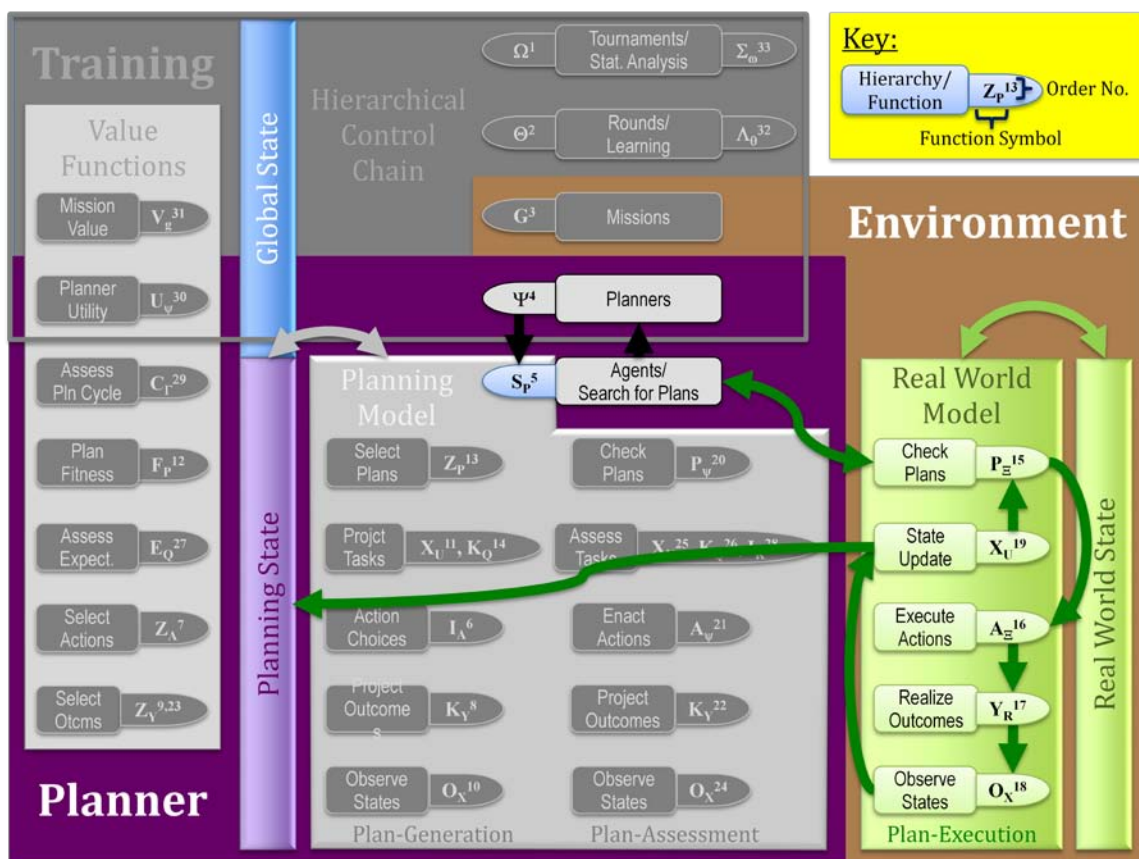 Training
Value
Functions
Mission
Value
V_g^31
Planner
Utility
U_ψ^30
Assess
Pln Cycle
C_Γ^29
Plan
Fitness
F_P^12
Assess
Expect.
E_Q^27
Select
Actions
Z_A^7
Select
Otcms
Z_Y^9,23
Planner
Global State
Planning State
Hierarchical
Control
Chain
Ω^1
Tournaments/
Stat. Analysis
Σ_ω^33
Θ^2
Rounds/
Learning
Λ_θ^32
G^3
Missions
Ψ^4
Planners
S_P^5
Agents/
Search for Plans
Planning
Model
Select
Plans
Z_P^13
Projct
Tasks
X_U^11, K_Q^14
Action
Choices
I_A^6
Project
Outcome
s
K_Y^8
Observe
States
O_X^10
Plan-Generation
Check
Plans
P_ψ^20
Assess
Tasks
Enact
Actions
A_ψ^21
Project
Outcomes
K_Y^22
Observe
States
O_X^24
Plan-Assessment
Key:
Hierarchy/
Function
Z_P^13
Order No.
Function Symbol
Environment
Real World
Model
Check
Plans
P_Ξ^15
State
Update
X_U^19
Execute
Actions
A_Ξ^16
Realize
Outcomes
Y_R^17
Observe
States
O_X^18
Plan-Execution
Real World State